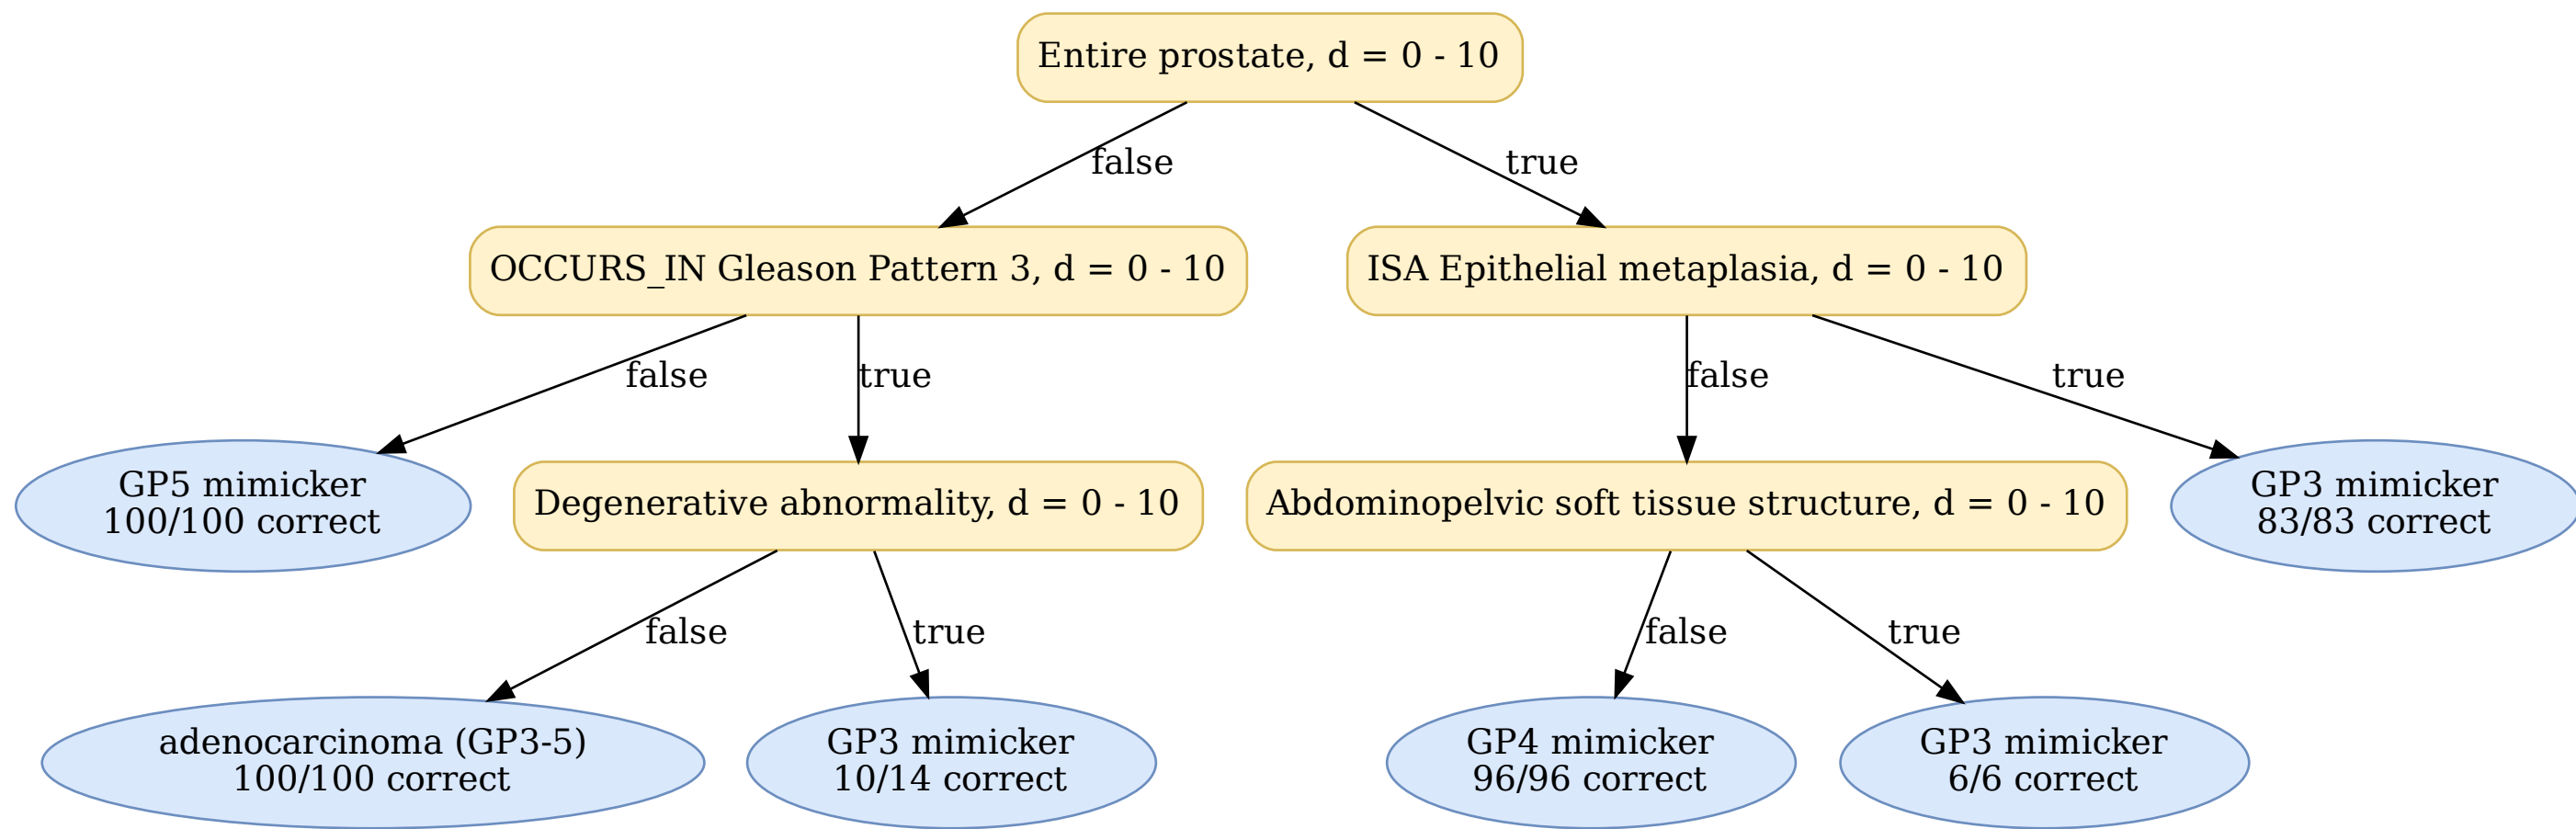 Entire prostate, d = 0 - 10
false
true
OCCURS_IN Gleason Pattern 3, d = 0 - 10
ISA Epithelial metaplasia, d = 0 - 10
false
true
false
true
GP5 mimicker
100/100 correct
Degenerative abnormality, d = 0 - 10
Abdominopelvic soft tissue structure, d = 0 - 10
GP3 mimicker
83/83 correct
false
true
false
true
adenocarcinoma (GP3-5)
100/100 correct
GP3 mimicker
10/14 correct
GP4 mimicker
96/96 correct
GP3 mimicker
6/6 correct